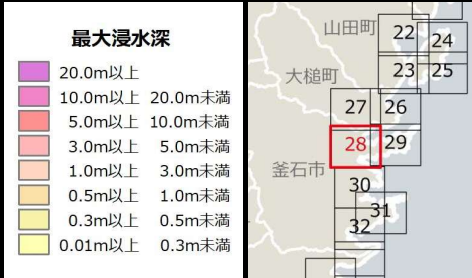 最大浸水深
20.0m以上
10.0m以上 20.0m未満
5.0m以上 10.0m未満
3.0m以上 5.0m未満
1.0m以上 3.0m未満
0.5m以上 1.0m未満
0.3m以上 0.5m未満
0.01m以上 0.3m未満
山田町 22
24
23 25
大槌町
27 26
28 29
釜石市
30
31
32